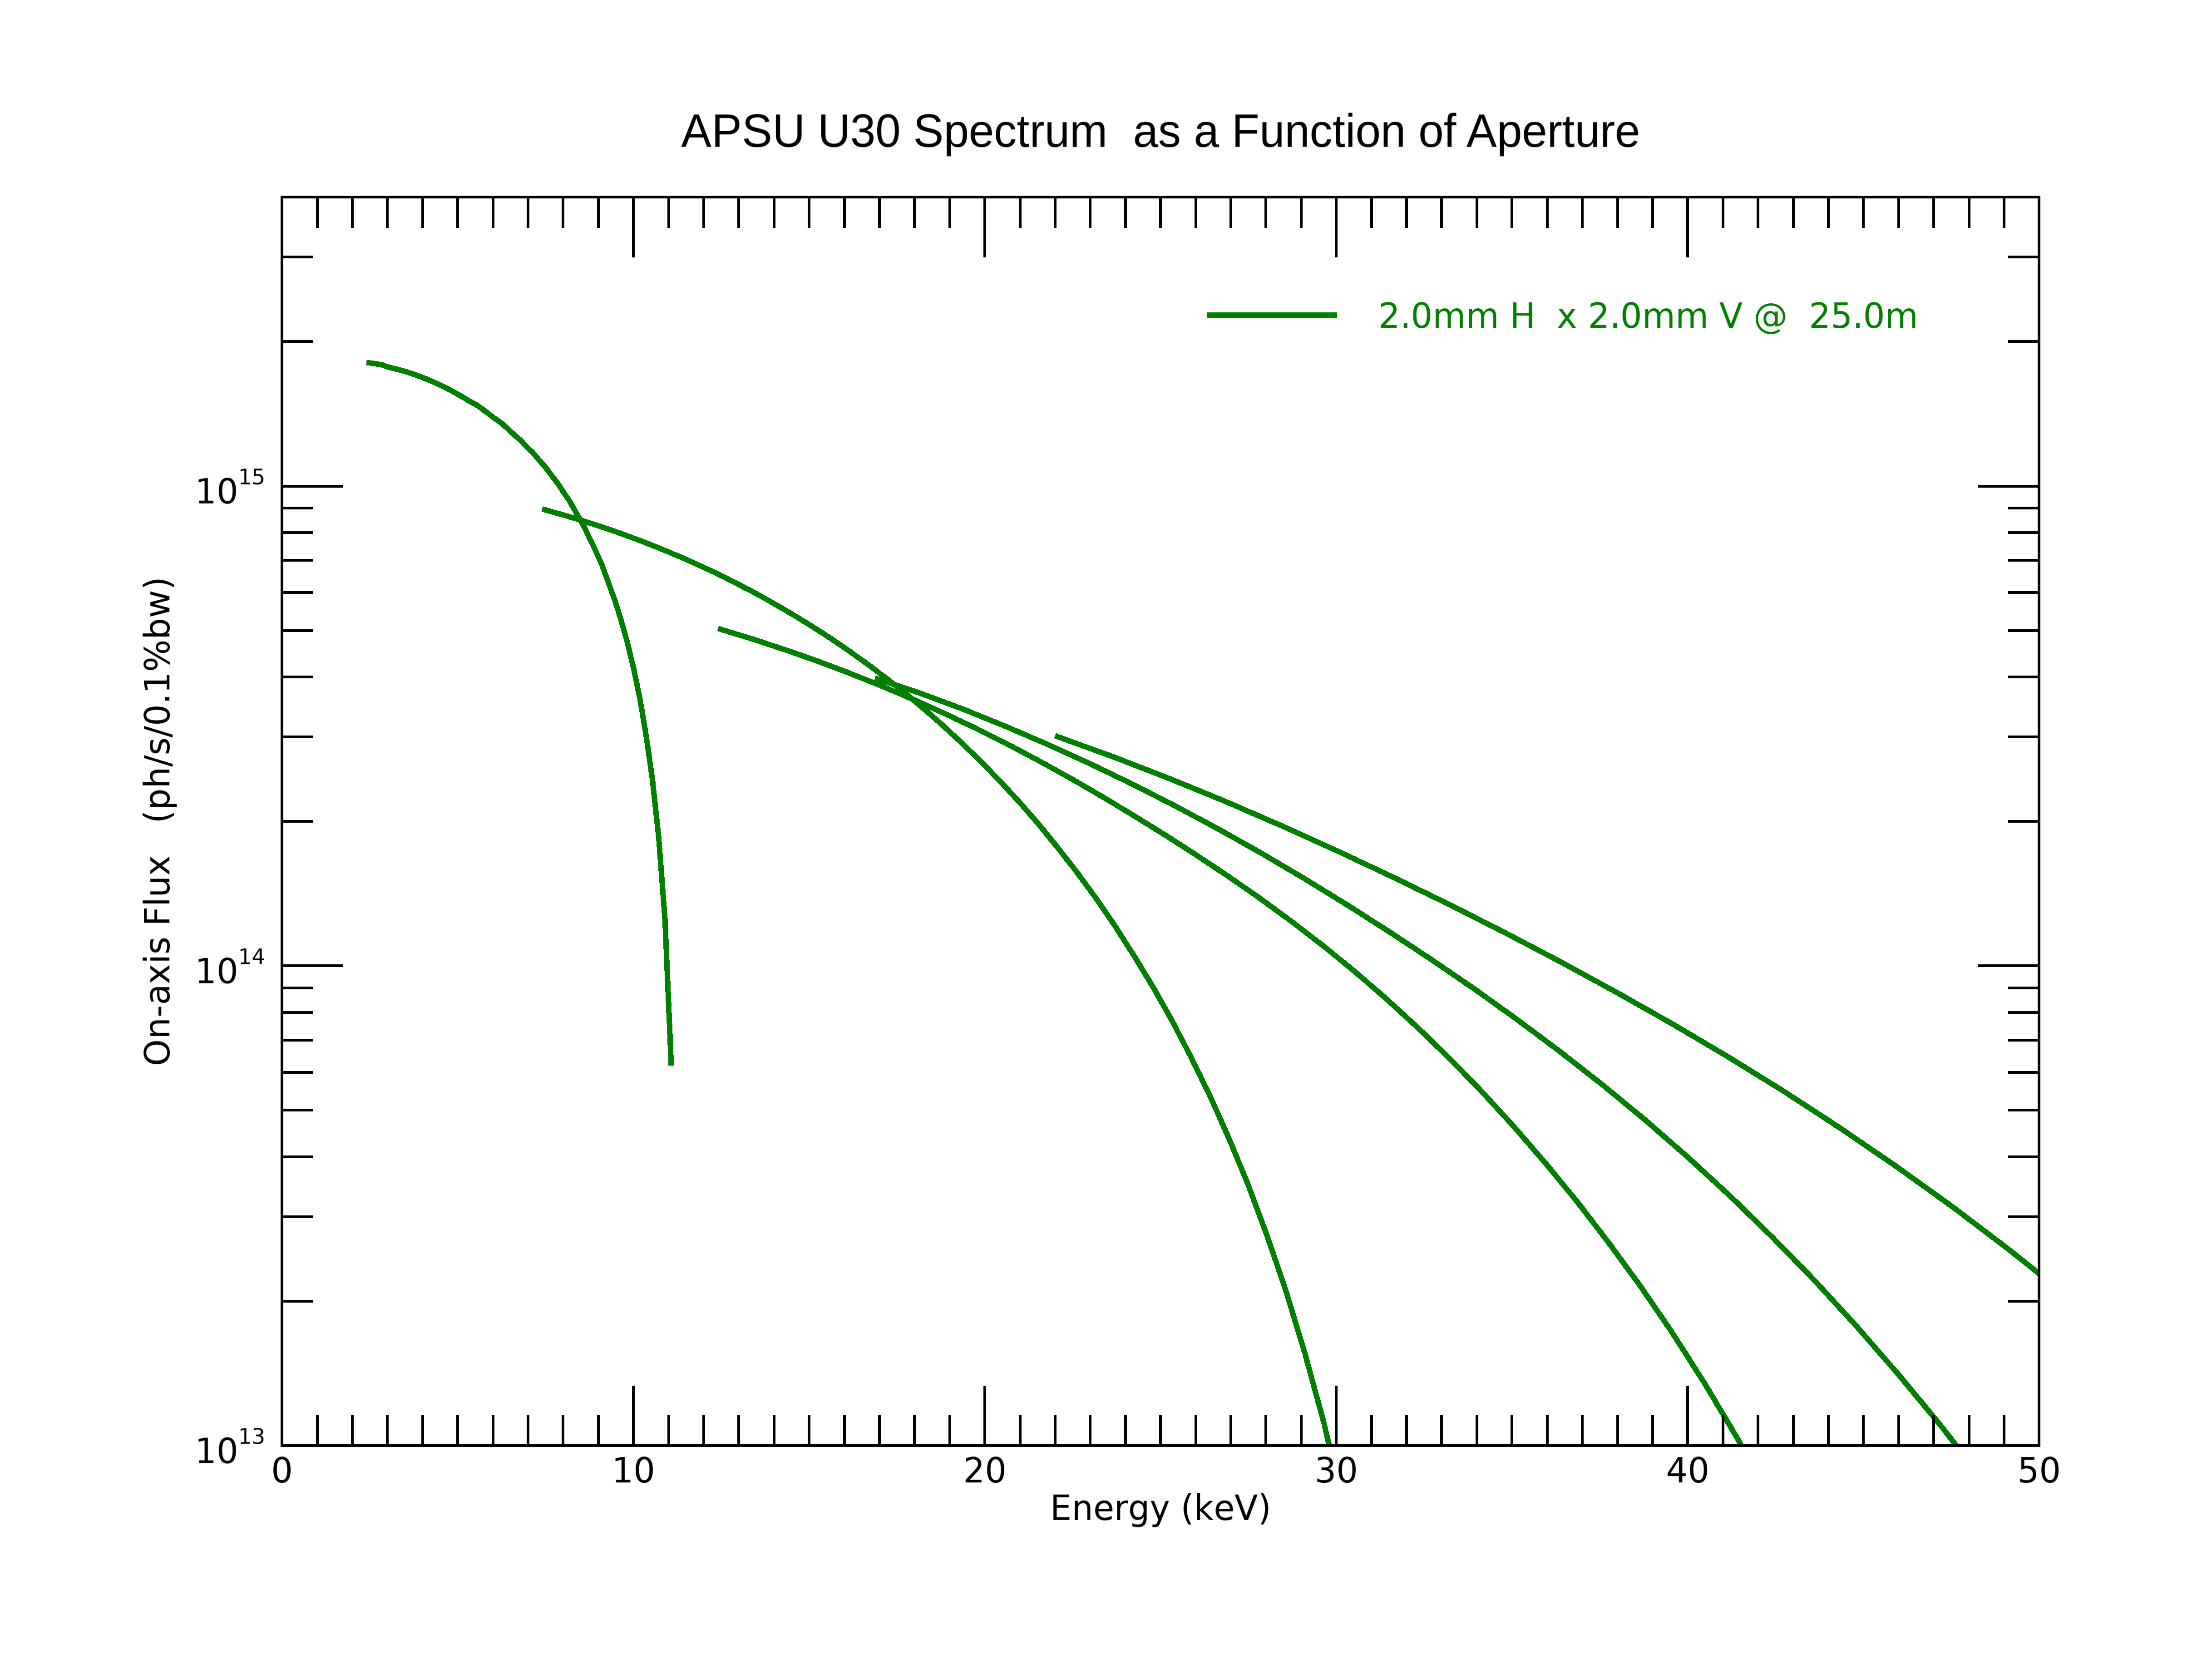 APSU U30 Spectrum  as a Function of Aperture
2.0mm H  x 2.0mm V @  25.0m
On-axis Flux  (ph/s/0.1%bw)
10^15
10^14
10^13
0 10 20 30 40 50
Energy (keV)